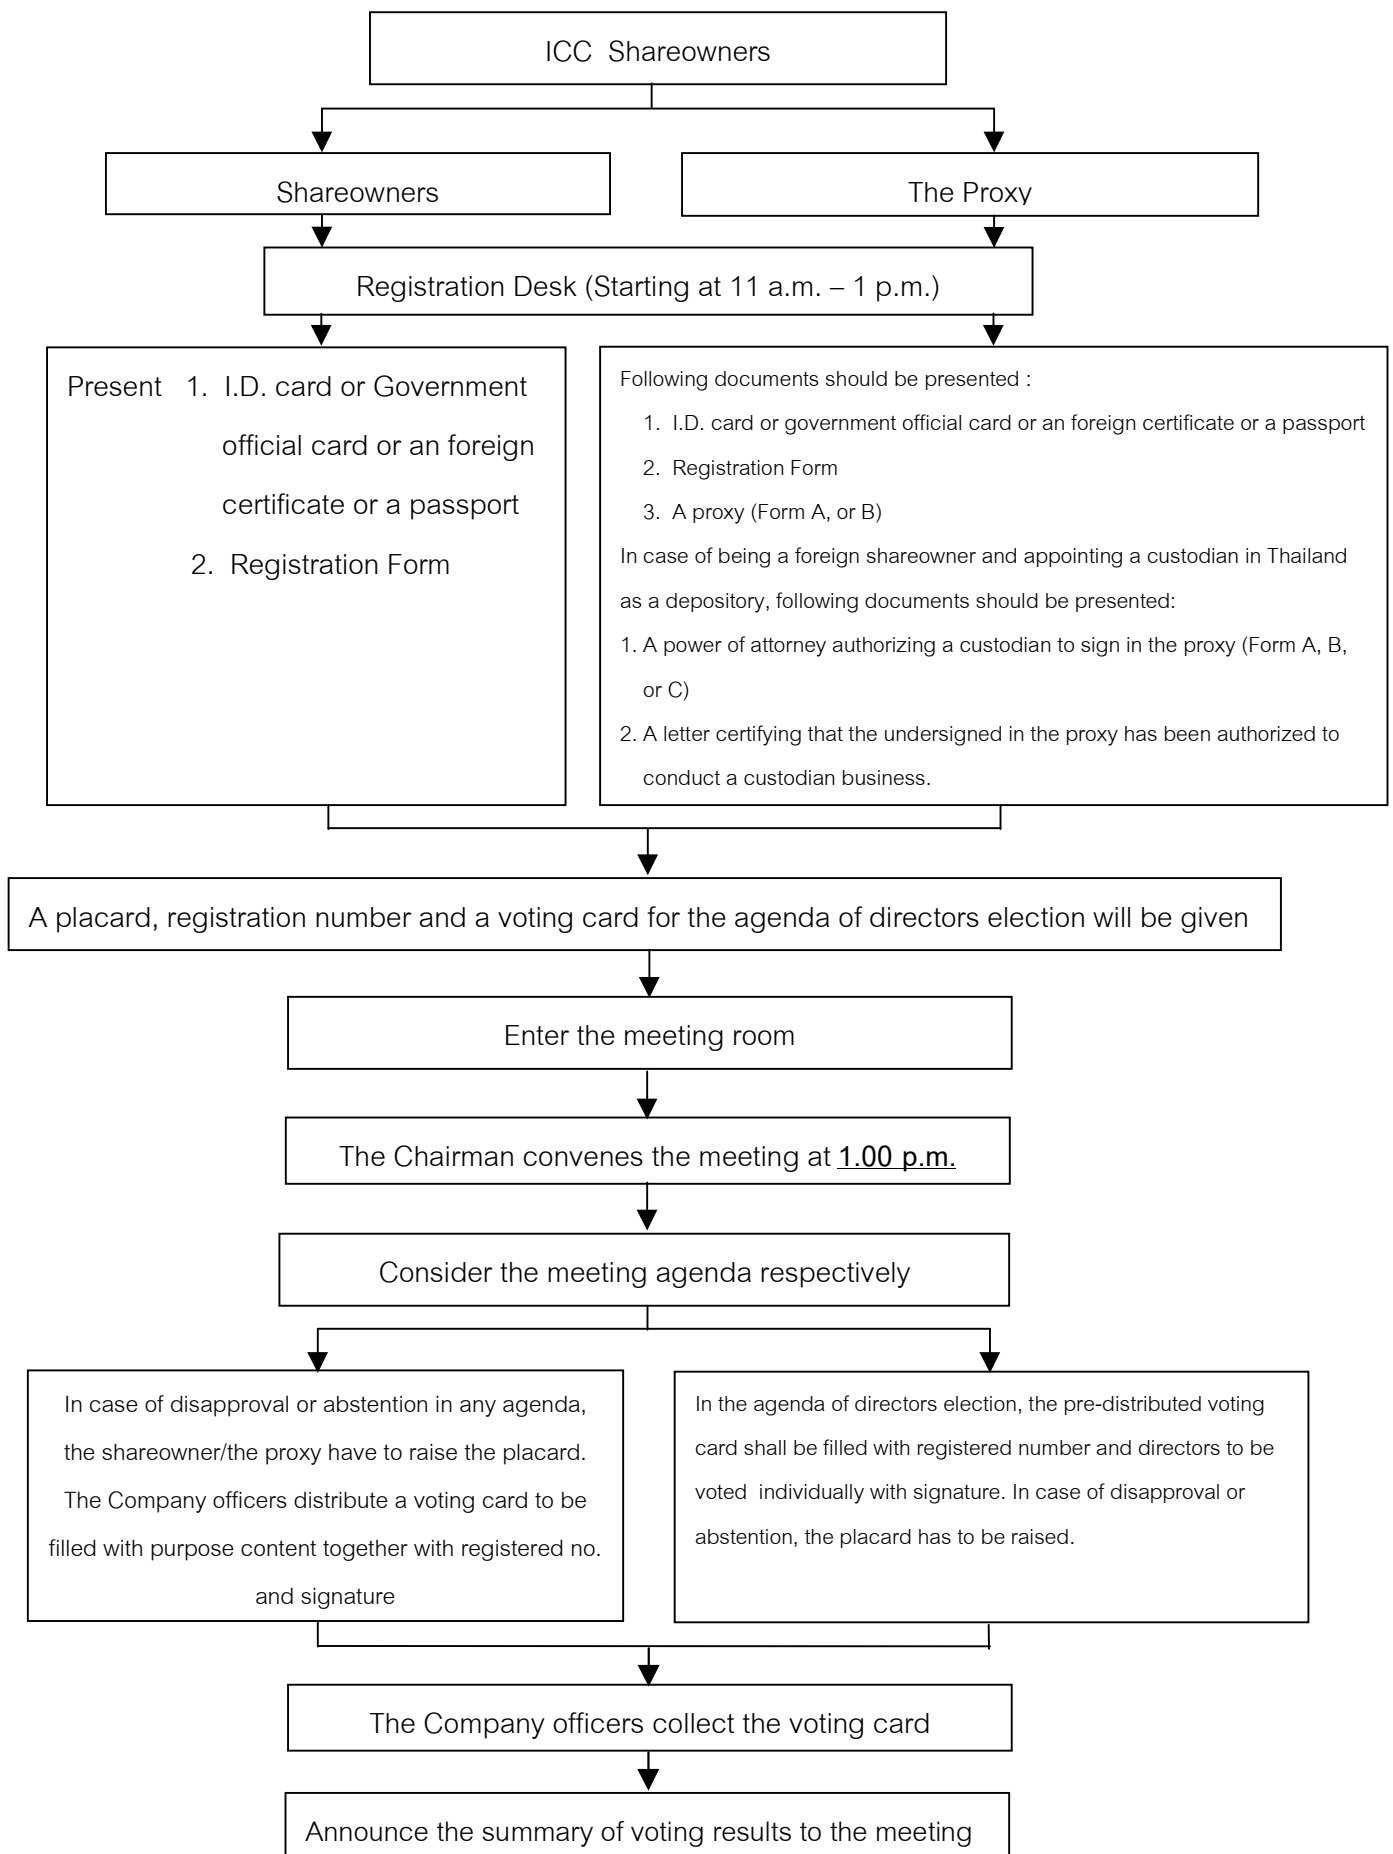 ICC  Shareowners
Shareowners
The Proxy
Registration Desk (Starting at 11 a.m. – 1 p.m.)
Present   1.  I.D. card or Government
official card or an foreign
certificate or a passport
2.  Registration Form
Following documents should be presented :
1.  I.D. card or government official card or an foreign certificate or a passport
2.  Registration Form
3.  A proxy (Form A, or B)
In case of being a foreign shareowner and appointing a custodian in Thailand
as a depository, following documents should be presented:
1. A power of attorney authorizing a custodian to sign in the proxy (Form A, B,
or C)
2. A letter certifying that the undersigned in the proxy has been authorized to
conduct a custodian business.
A placard, registration number and a voting card for the agenda of directors election will be given
Enter the meeting room
The Chairman convenes the meeting at 1.00 p.m.
Consider the meeting agenda respectively
In case of disapproval or abstention in any agenda,
the shareowner/the proxy have to raise the placard.
The Company officers distribute a voting card to be
filled with purpose content together with registered no.
and signature
In the agenda of directors election, the pre-distributed voting
card shall be filled with registered number and directors to be
voted  individually with signature. In case of disapproval or
abstention, the placard has to be raised.
The Company officers collect the voting card
Announce the summary of voting results to the meeting